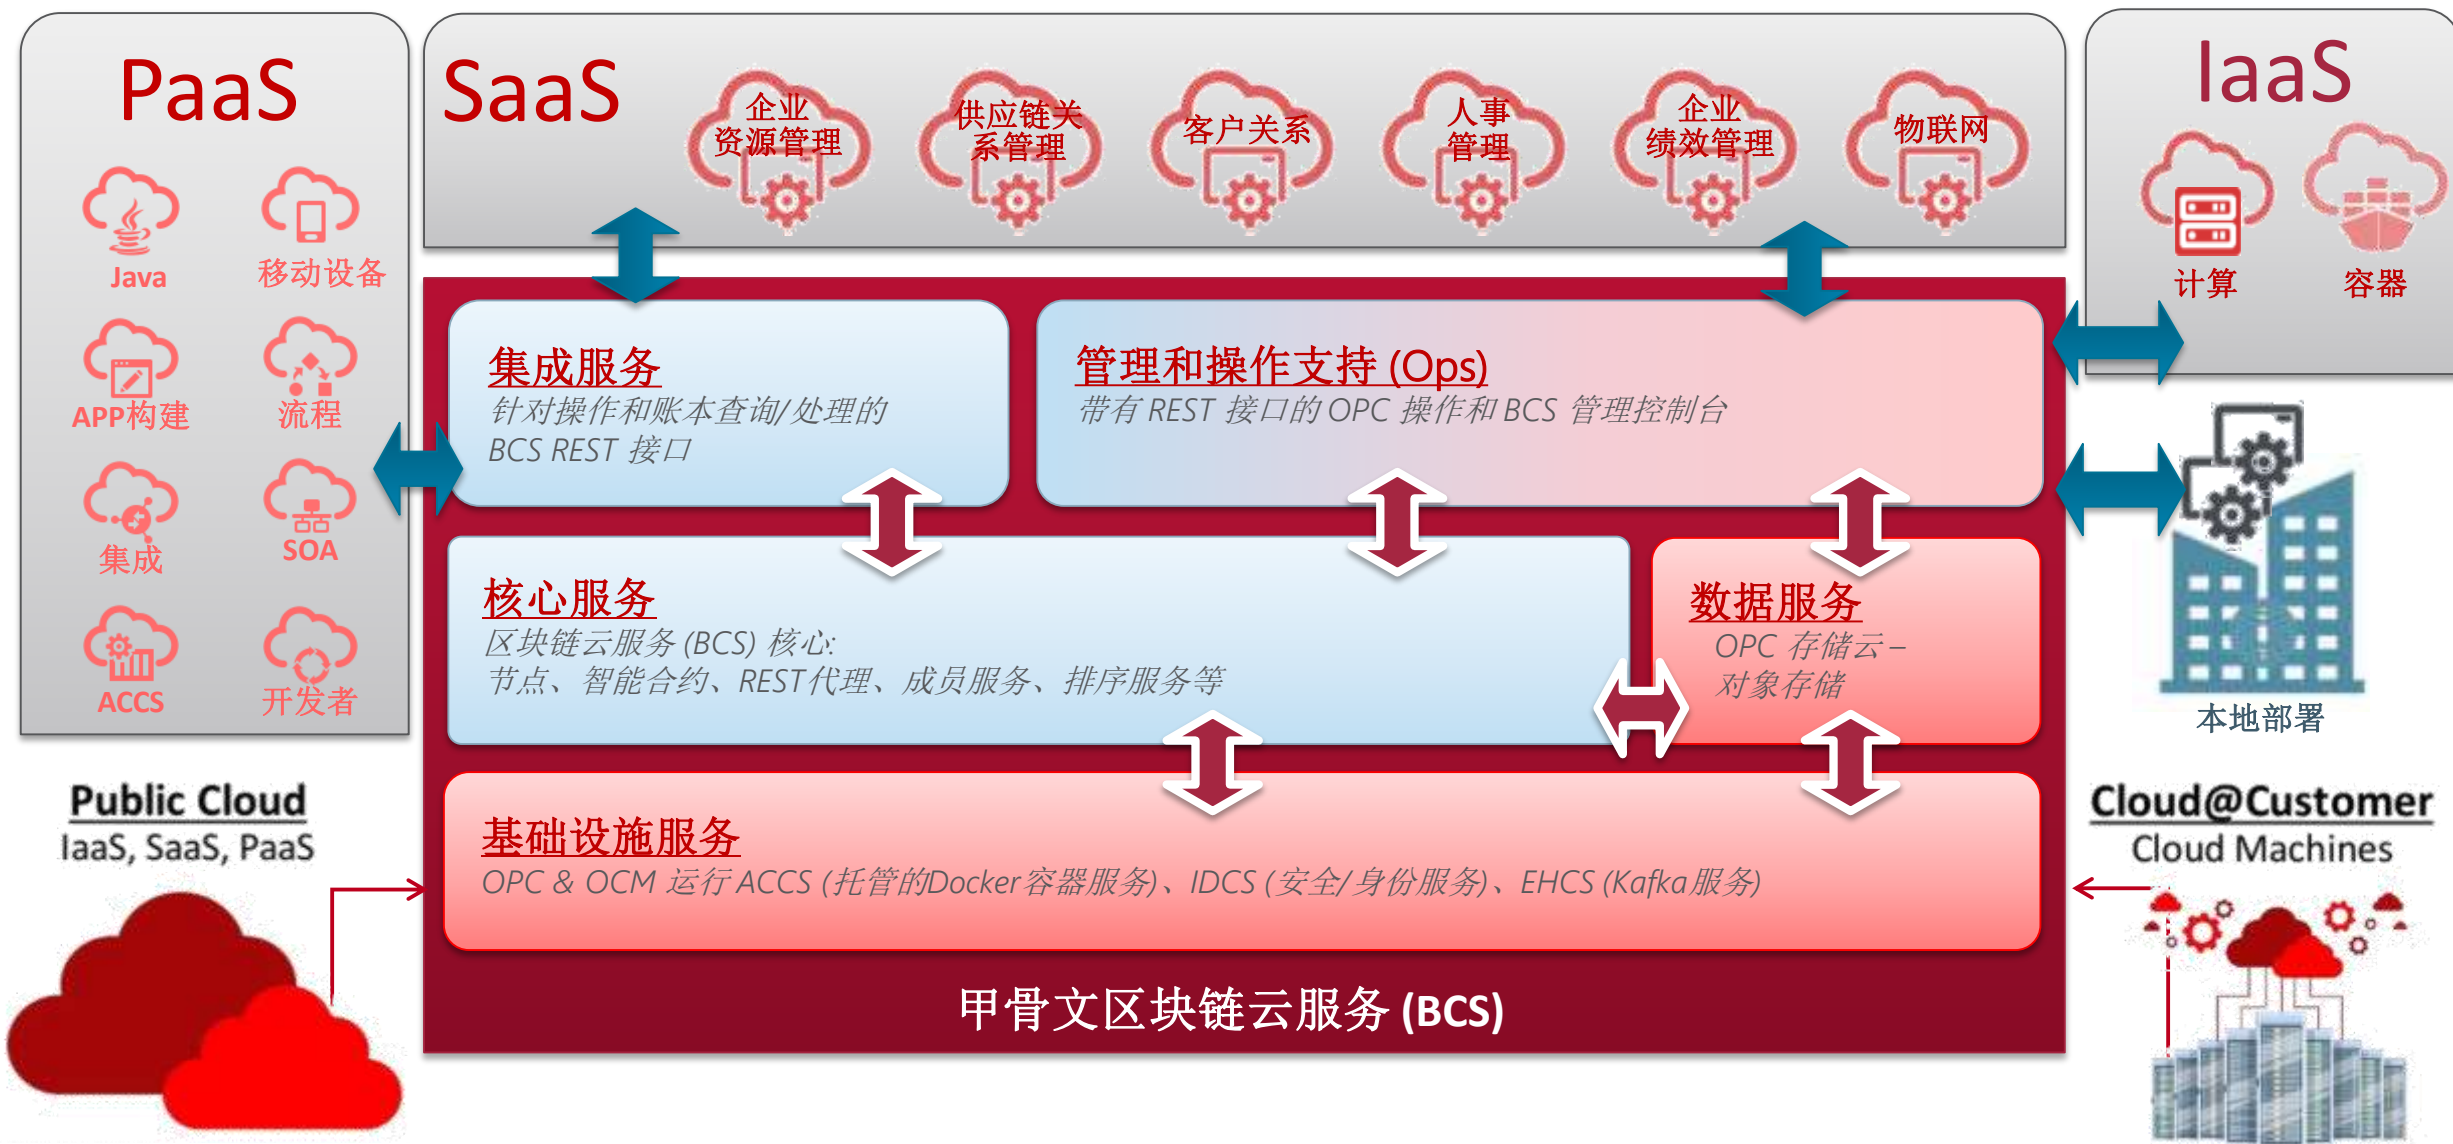 PaaS
Java
移动设备
APP构建
流程
集成
SOA
ACCS
开发者
SaaS
企业
资源管理
供应链关
系管理
客户关系
人事
管理
企业
绩效管理
物联网
IaaS
计算
容器
集成服务
针对操作和账本查询/处理的
BCS REST 接口
管理和操作支持 (Ops)
带有 REST 接口的 OPC 操作和 BCS 管理控制台
核心服务
区块链云服务 (BCS) 核心:
节点、智能合约、REST代理、成员服务、排序服务等
数据服务
OPC 存储云 –
对象存储
基础设施服务
OPC & OCM 运行 ACCS (托管的Docker容器服务)、IDCS (安全/身份服务)、EHCS (Kafka服务)
甲骨文区块链云服务 (BCS)
本地部署
Public Cloud
IaaS, SaaS, PaaS
Cloud@Customer
Cloud Machines